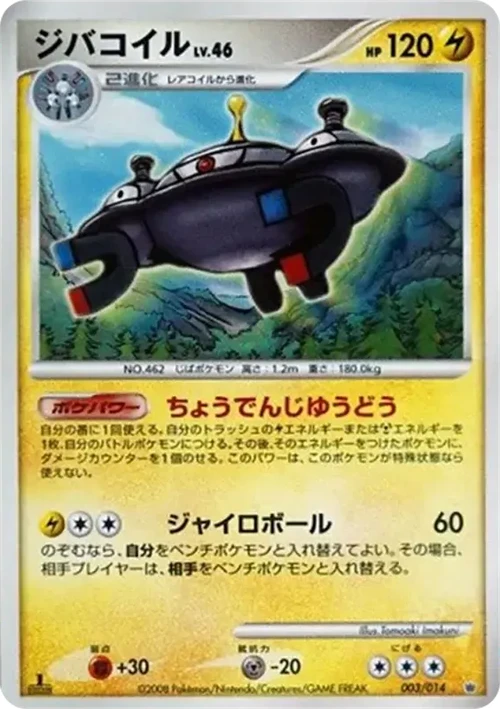 ジバコイル LV.46 HP 120
2進化 レアコイルから進化
NO.462 じばポケモン 高さ:1.2m 重さ:180.0kg
ポケパワー ちょうでんじゆうどう
自分の番に1回使える。自分のトラッシュのエネルギーまたはエネルギーを
1枚、自分のバトルポケモンにつける。その後、そのエネルギーをつけたポケモンに、
ダメージカウンターを1個のせる。このパワーは、このポケモンが特殊状態なら
使えない。
ジャイロボール 60
のぞむなら、自分をベンチポケモンと入れ替えてよい。その場合、
相手プレイヤーは、相手をベンチポケモンと入れ替える。
Illus.Tomoaki Imakuni
弱点 抵抗力 にげる
+30 -20
1
©2008 Pokémon/Nintendo/Creatures/GAME FREAK
003/014